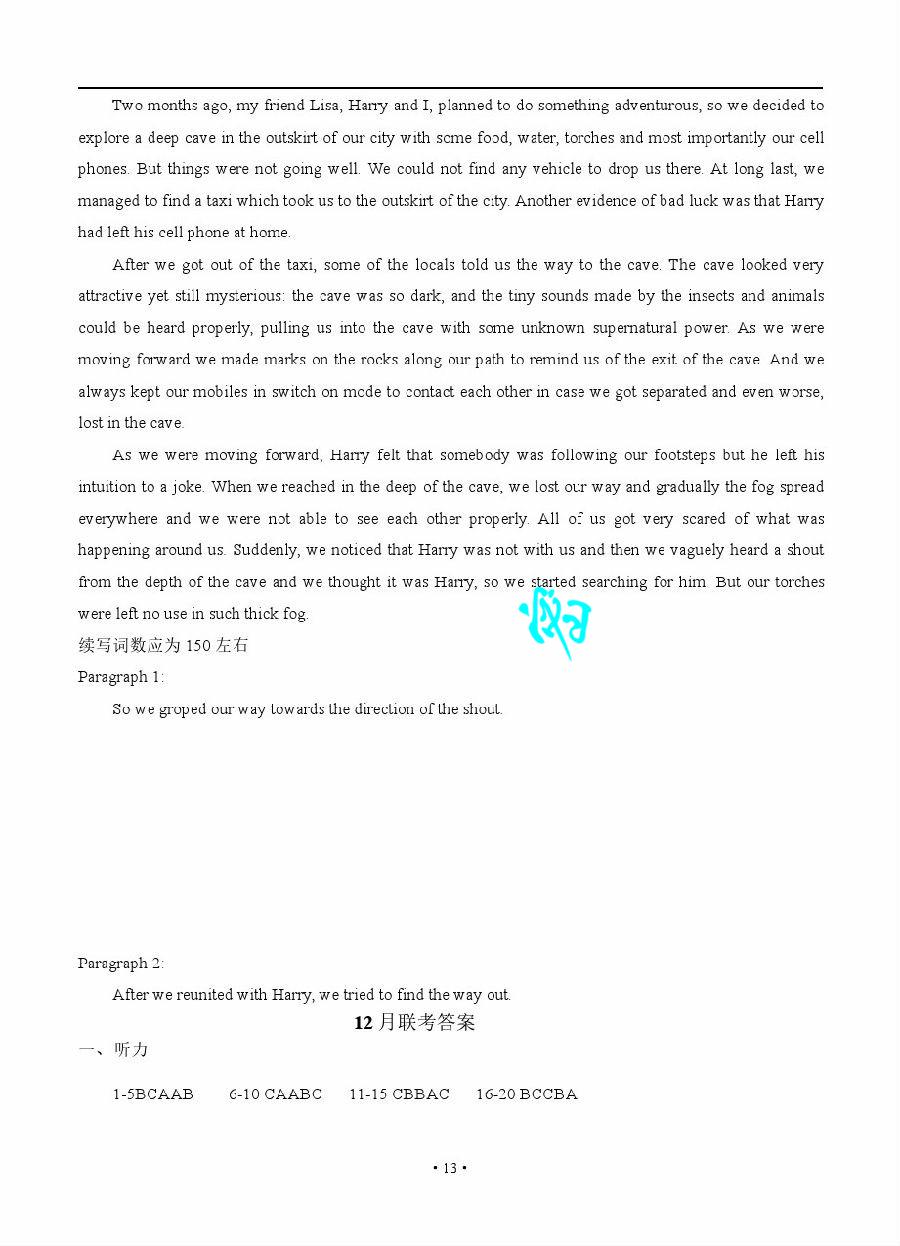 Two months ago, my friend Lisa, Harry and I, planned to do something adventurous, so we decided to
explore a deep cave in the outskirt of our city with some food, water, torches and most importantly our cell
phones. But things were not going well. We could not find any vehicle to drop us there. At long last, we
managed to find a taxi which took us to the outskirt of the city. Another evidence of bad luck was that Harry
had left his cell phone at home.
After we got out of the taxi, some of the locals told us the way to the cave. The cave looked very
attractive yet still mysterious: the cave was so dark, and the tiny sounds made by the insects and animals
could be heard properly, pulling us into the cave with some unknown supernatural power. As we were
moving forward we made marks on the rocks along our path to remind us of the exit of the cave. And we
always kept our mobiles in switch on mode to contact each other in case we got separated and even worse,
lost in the cave.
As we were moving forward, Harry felt that somebody was following our footsteps but he left his
intuition to a joke. When we reached in the deep of the cave, we lost our way and gradually the fog spread
everywhere and we were not able to see each other properly. All of us got very scared of what was
happening around us. Suddenly, we noticed that Harry was not with us and then we vaguely heard a shout
from the depth of the cave and we thought it was Harry, so we started searching for him. But our torches
were left no use in such thick fog.
续写词数应为 150 左右
Paragraph 1:
So we groped our way towards the direction of the shout.
Paragraph 2:
After we reunited with Harry, we tried to find the way out.
12 月联考答案
一、听力
1-5BCAAB 6-10 CAABC 11-15 CBBAC 16-20 BCCBA
• 13 •